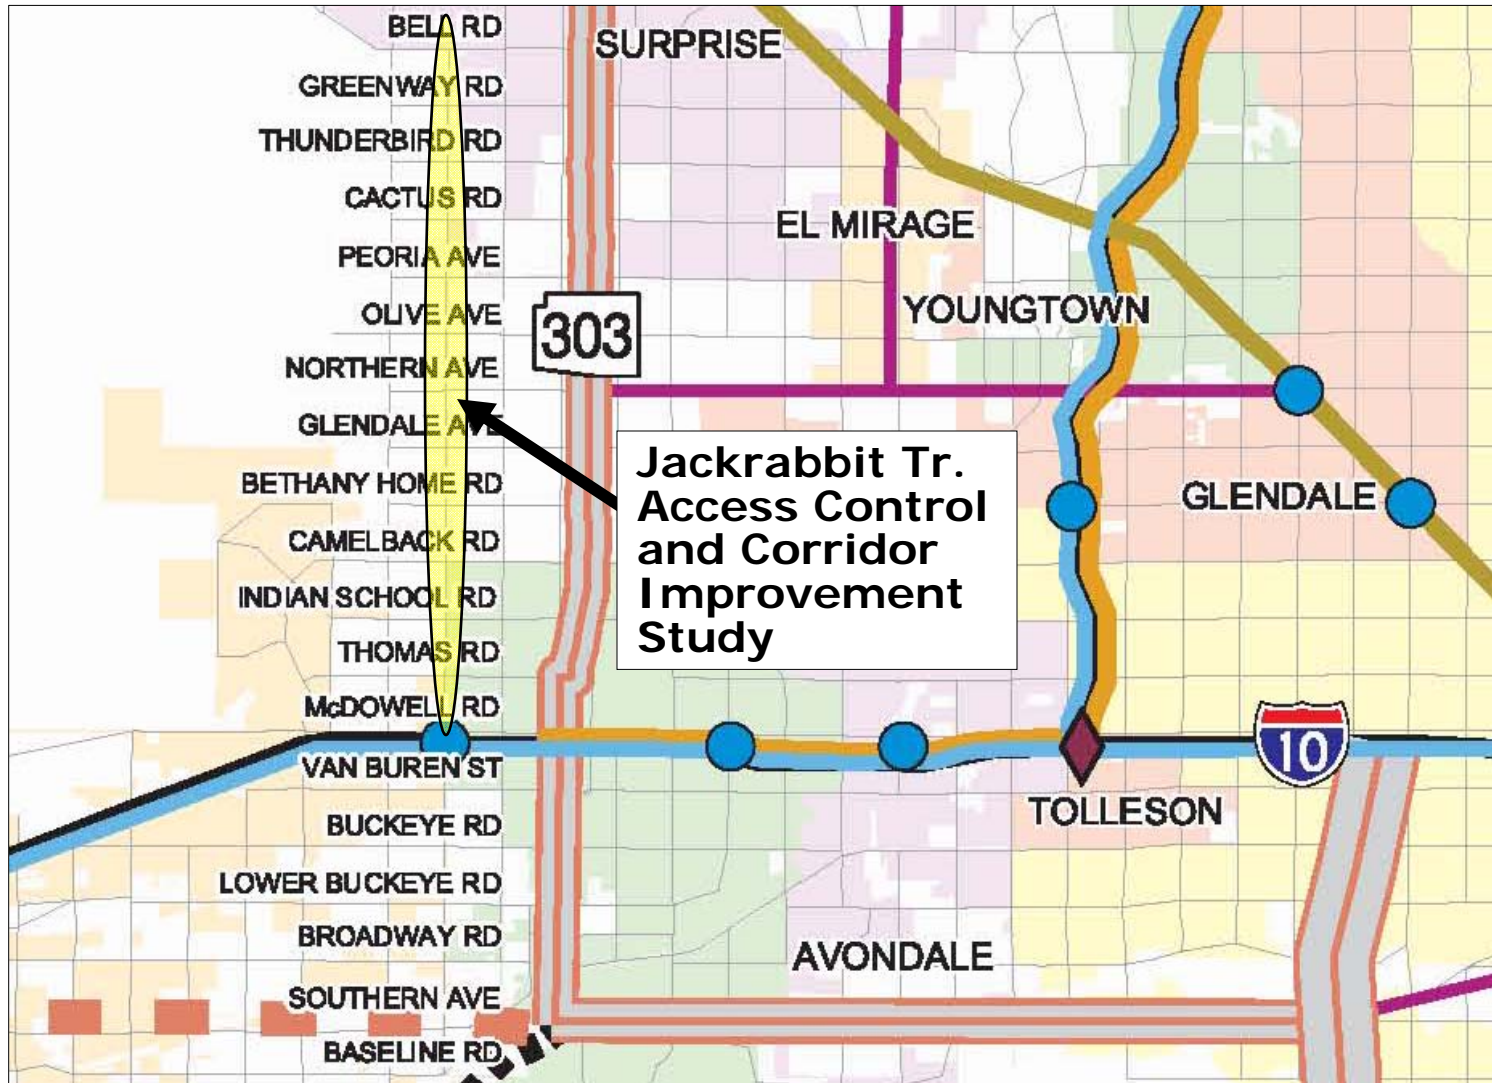 BELL RD
SURPRISE
GREENWAY RD
THUNDERBIRD RD
CACTUS RD
EL MIRAGE
PEORIA AVE
OLIVE AVE
YOUNGTOWN
303
NORTHERN AVE
GLENDALE AVE
Jackrabbit Tr.
Access Control
and Corridor
Improvement
Study
BETHANY HOME RD
GLENDALE
CAMELBACK RD
INDIAN SCHOOL RD
THOMAS RD
McDOWELL RD
10
VAN BUREN ST
TOLLESON
BUCKEYE RD
LOWER BUCKEYE RD
BROADWAY RD
AVONDALE
SOUTHERN AVE
BASELINE RD